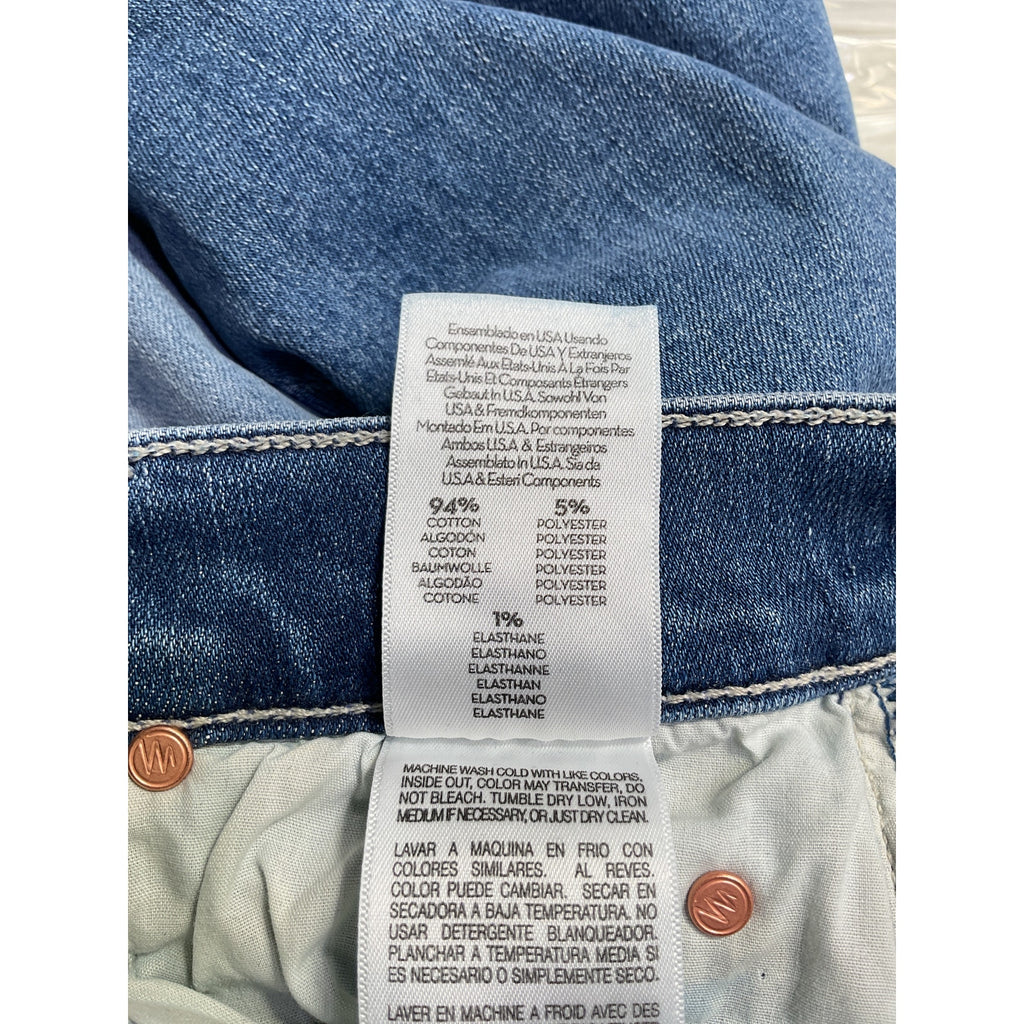 Ensamblado en USA Usando
Componentes De USA Y Extranjeros
Assemlé Aux Etats-Unis À La Fois Par
Etats-Unis Et Composants Étrangers
Gebaut In U.S.A. Sowohl Von
USA & Fremdkomponenten
Montado Em U.S.A. Por componentes
Ambos U.S.A & Estrangeiros
Assemblato In U.S.A. Sia da
U.S.A & Esteri Components
94% 5%
COTTON POLYESTER
ALGODÓN POLYESTER
COTON POLYESTER
BAUMWOLLE POLYESTER
ALGODÃO POLYESTER
COTONE POLYESTER
1%
ELASTHANE
ELASTHANO
ELASTHANNE
ELASTHAN
ELASTHANO
ELASTHANE
MACHINE WASH COLD WITH LIKE COLORS,
INSIDE OUT, COLOR MAY TRANSFER, DO
NOT BLEACH. TUMBLE DRY LOW, IRON
MEDIUM IF NECESSARY, OR JUST DRY CLEAN.
LAVAR A MAQUINA EN FRIO CON
COLORES SIMILARES. AL REVES.
COLOR PUEDE CAMBIAR. SECAR EN
SECADORA A BAJA TEMPERATURA. NO
USAR DETERGENTE BLANQUEADOR.
PLANCHAR A TEMPERATURA MEDIA SI
ES NECESARIO O SIMPLEMENTE SECO.
LAVER EN MACHINE A FROID AVEC DES